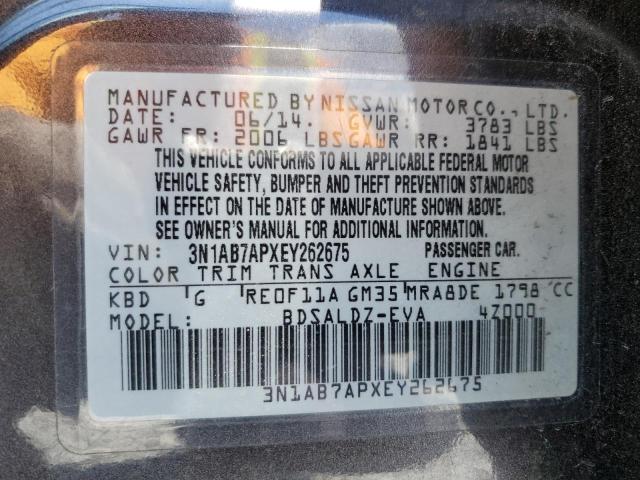 MANUFACTURED BY NISSAN MOTOR CO., LTD.
DATE: 06/14. GVWR: 3783 LBS
GAWR FR: 2006 LBS GAWR RR: 1841 LBS
THIS VEHICLE CONFORMS TO ALL APPLICABLE FEDERAL MOTOR
VEHICLE SAFETY, BUMPER AND THEFT PREVENTION STANDARDS
IN EFFECT ON THE DATE OF MANUFACTURE SHOWN ABOVE.
SEE OWNER'S MANUAL FOR ADDITIONAL INFORMATION.
VIN: 3N1AB7APXEY262675 PASSENGER CAR.
COLOR TRIM TRANS AXLE ENGINE
KBD G RE0F11A GM35 MRA8DE 1798 CC
MODEL BDSALDZ-EVA 4Z000
3N1AB7APXEY262675